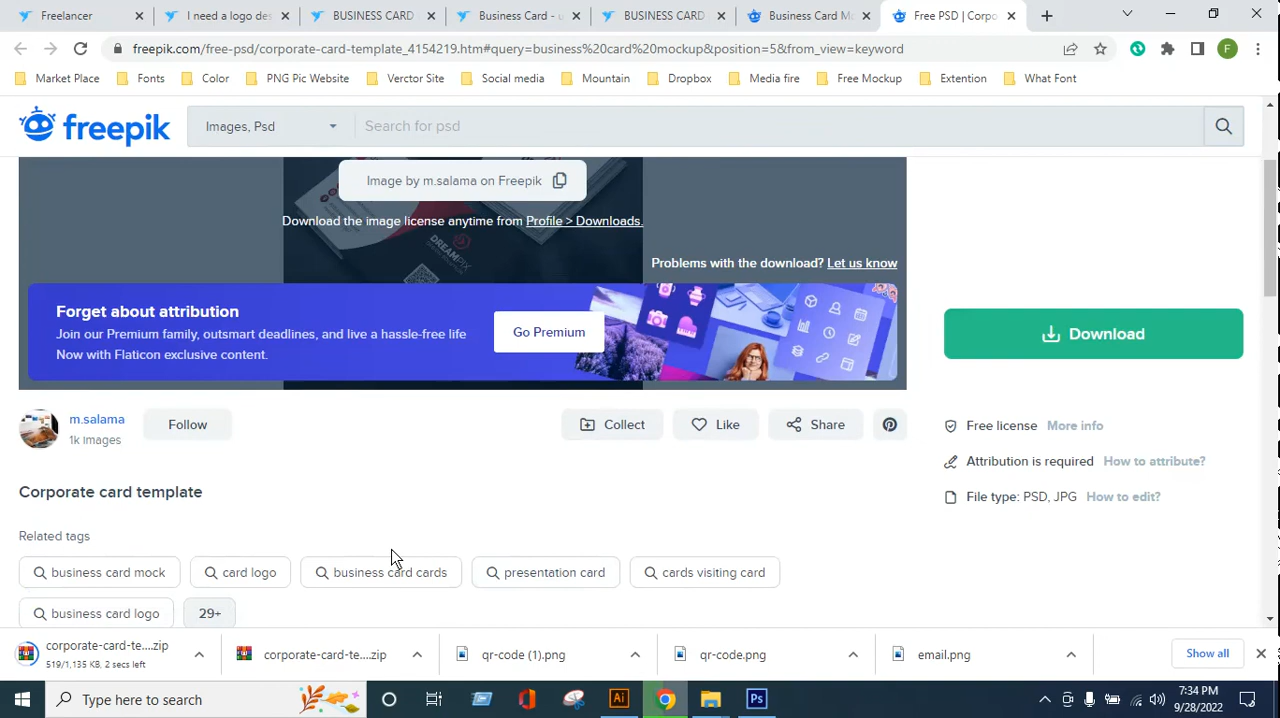 Freelancer
I need a logo des
BUSINESS CARD
Business Card - u
BUSINESS CARD
Business Card Mo
Free PSD | Corpo
freepik.com/free-psd/corporate-card-template_4154219.htm#query=business%20card%20mockup&position=5&from_view=keyword
F
Market Place
Fonts
Color
PNG Pic Website
Verctor Site
Social media
Mountain
Dropbox
Media fire
Free Mockup
Extention
What Font
freepik
Images, Psd
Search for psd
Image by m.salama on Freepik
Download the image license anytime from Profile > Downloads.
DREAMPIX
Problems with the download? Let us know
Forget about attribution
Join our Premium family, outsmart deadlines, and live a hassle-free life
Now with Flaticon exclusive content.
Go Premium
Download
m.salama
1k images
Follow
Collect
Like
Share
Free license More info
Attribution is required How to attribute?
File type: PSD, JPG How to edit?
Corporate card template
Related tags
business card mock
card logo
business card cards
presentation card
cards visiting card
business card logo
29+
corporate-card-te....zip
519/1,135 KB, 2 secs left
corporate-card-te....zip
qr-code (1).png
qr-code.png
email.png
Show all
Type here to search
Ai
Ps
7:34 PM
9/28/2022